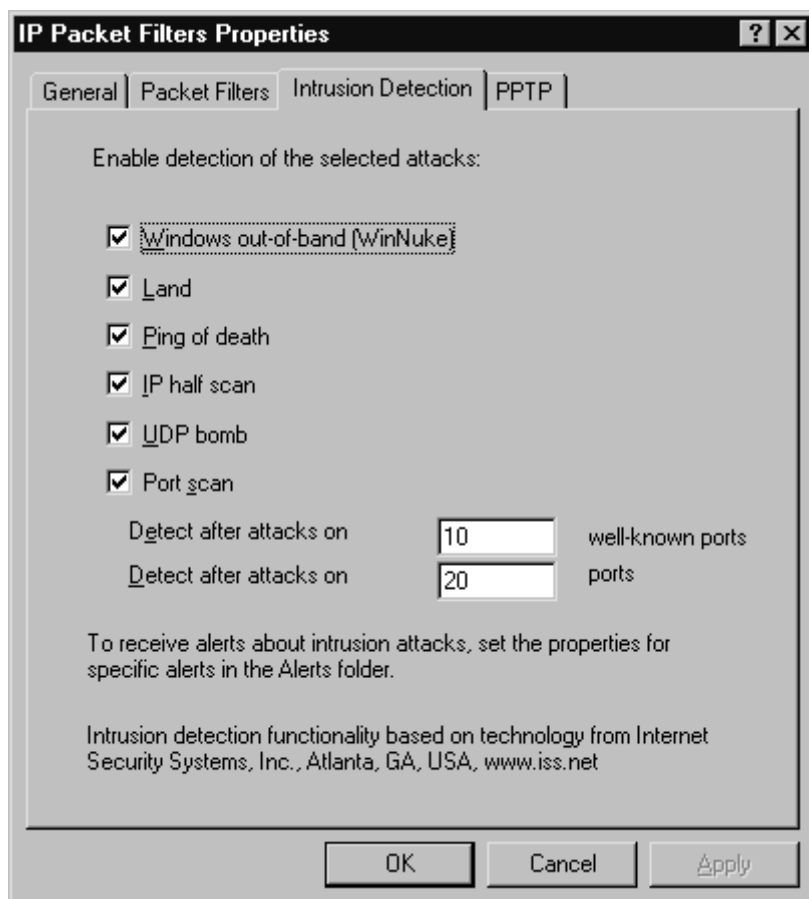 IP Packet Filters Properties
General Packet Filters Intrusion Detection PPTP
Enable detection of the selected attacks:
Windows out-of-band (WinNuke)
Land
Ping of death
IP half scan
UDP bomb
Port scan
Detect after attacks on 10 well-known ports
Detect after attacks on 20 ports
To receive alerts about intrusion attacks, set the properties for
specific alerts in the Alerts folder.
Intrusion detection functionality based on technology from Internet
Security Systems, Inc., Atlanta, GA, USA, www.iss.net
OK Cancel Apply